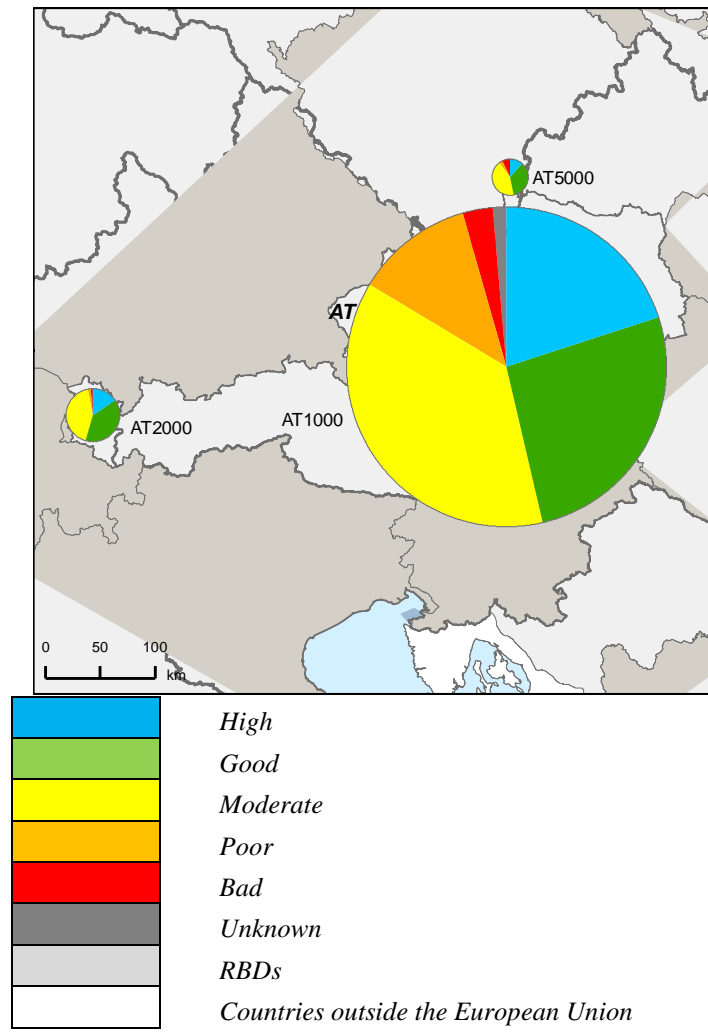 AT5000
AT
AT2000
AT1000
0 50 100
km
High
Good
Moderate
Poor
Bad
Unknown
RBDs
Countries outside the European Union